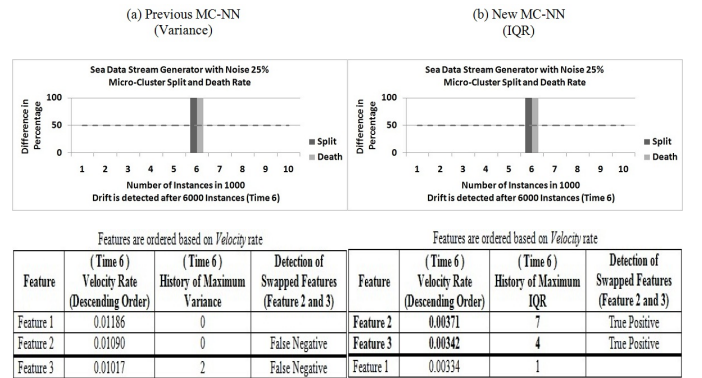 (a) Previous MC-NN
(Variance)
(b) New MC-NN
(IQR)
Sea Data Stream Generator with Noise 25%
Micro-Cluster Split and Death Rate
Difference in
Percentage
100
50
0
1 2 3 4 5 6 7 8 9 10
Split
Death
Number of Instances in 1000
Drift is detected after 6000 Instances (Time 6)
Sea Data Stream Generator with Noise 25%
Micro-Cluster Split and Death Rate
Difference in
Percentage
100
50
0
1 2 3 4 5 6 7 8 9 10
Split
Death
Number of Instances in 1000
Drift is detected after 6000 Instances (Time 6)
Features are ordered based on Velocity rate
Feature
( Time 6 )
Velocity Rate
(Descending Order)
( Time 6 )
History of Maximum
Variance
Detection of
Swapped Features
(Feature 2 and 3)
Feature 1 0.01186 0
Feature 2 0.01090 0 False Negative
Feature 3 0.01017 2 False Negative
Features are ordered based on Velocity rate
Feature
( Time 6 )
Velocity Rate
(Descending Order)
( Time 6 )
History of Maximum
IQR
Detection of
Swapped Features
(Feature 2 and 3)
Feature 2 0.00371 7 True Positive
Feature 3 0.00342 4 True Positive
Feature 1 0.00334 1